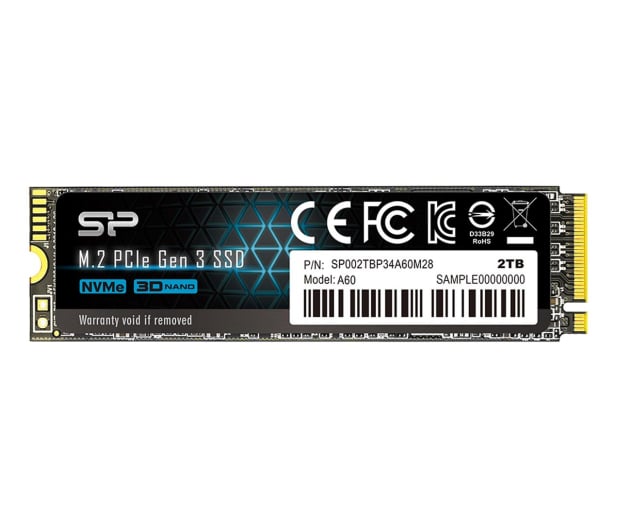 SP
M.2 PCIe Gen 3 SSD
NVMe 3D NAND
Warranty void if removed
CE FC KC
D33B29
RoHS
P/N: SP002TBP34A60M28 2TB
Model: A60 SAMPLE00000000